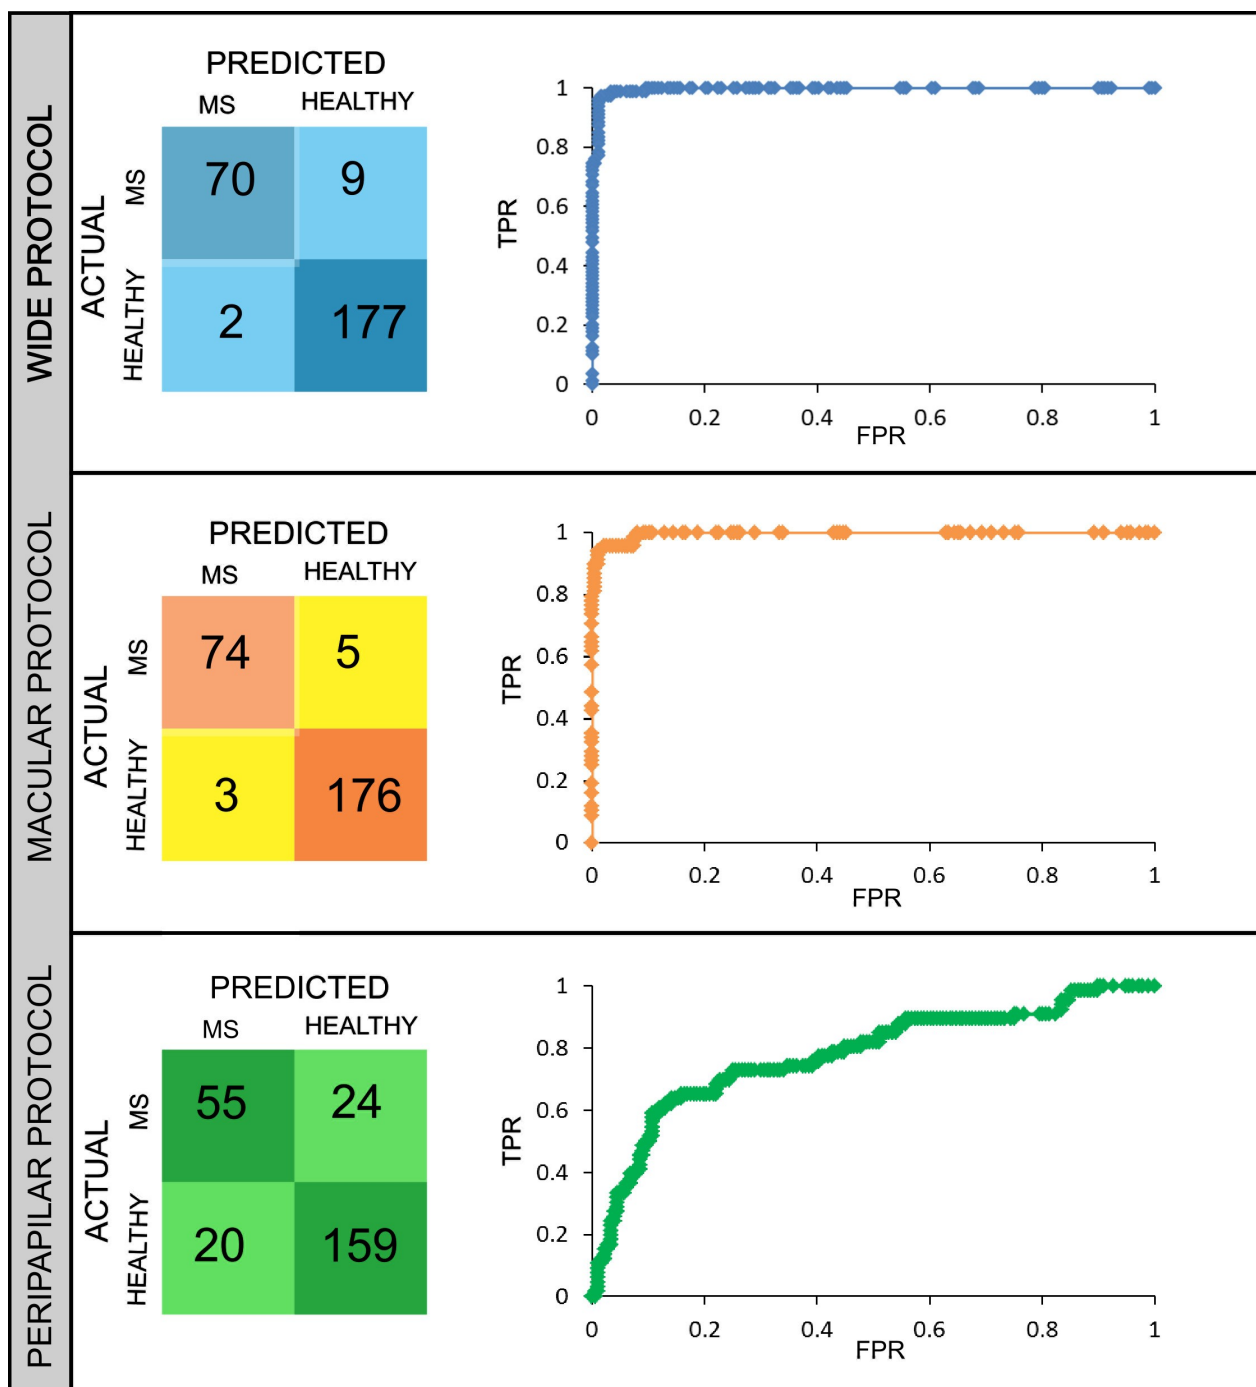 WIDE PROTOCOL
PREDICTED
MS HEALTHY
ACTUAL
MS
70 9
HEALTHY
2 177
TPR
1
0.8
0.6
0.4
0.2
0
0 0.2 0.4 0.6 0.8 1
FPR
MACULAR PROTOCOL
PREDICTED
MS HEALTHY
ACTUAL
MS
74 5
HEALTHY
3 176
TPR
1
0.8
0.6
0.4
0.2
0
0 0.2 0.4 0.6 0.8 1
FPR
PERIPAPILAR PROTOCOL
PREDICTED
MS HEALTHY
ACTUAL
MS
55 24
HEALTHY
20 159
TPR
1
0.8
0.6
0.4
0.2
0
0 0.2 0.4 0.6 0.8 1
FPR